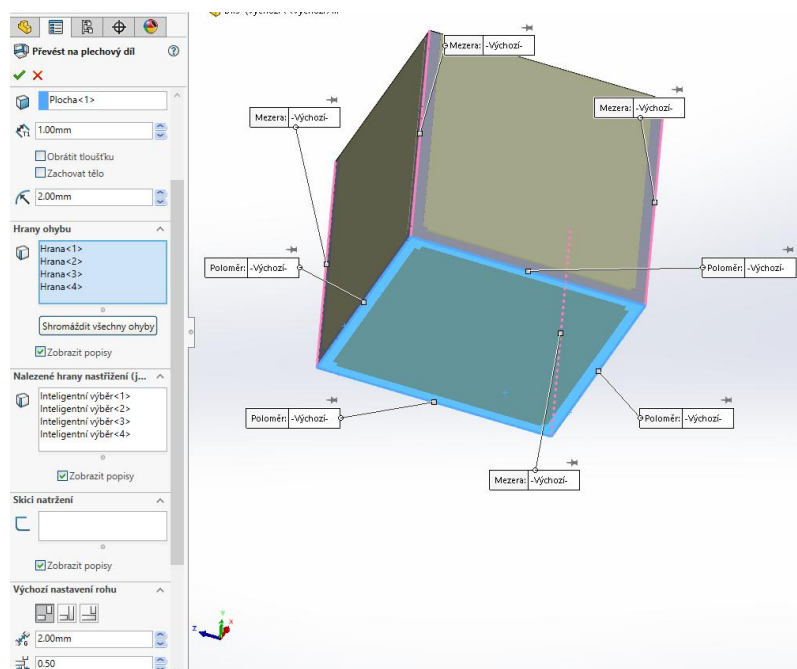 Převést na plechový díl
Plocha<1>
1.00mm
Obrátit tloušťku
Zachovat tělo
2.00mm
Hrany ohybu
Hrana<1>
Hrana<2>
Hrana<3>
Hrana<4>
Shromáždit všechny ohyby
Zobrazit popisy
Nalezené hrany nastřižení (j...
Inteligentní výběr<1>
Inteligentní výběr<2>
Inteligentní výběr<3>
Inteligentní výběr<4>
Zobrazit popisy
Skici natržení
Zobrazit popisy
Výchozí nastavení rohu
2.00mm
0.50
Mezera: -Výchozí-
Mezera: -Výchozí-
Mezera: -Výchozí-
Poloměr: -Výchozí-
Poloměr: -Výchozí-
Poloměr: -Výchozí-
Poloměr: -Výchozí-
Mezera: -Výchozí-